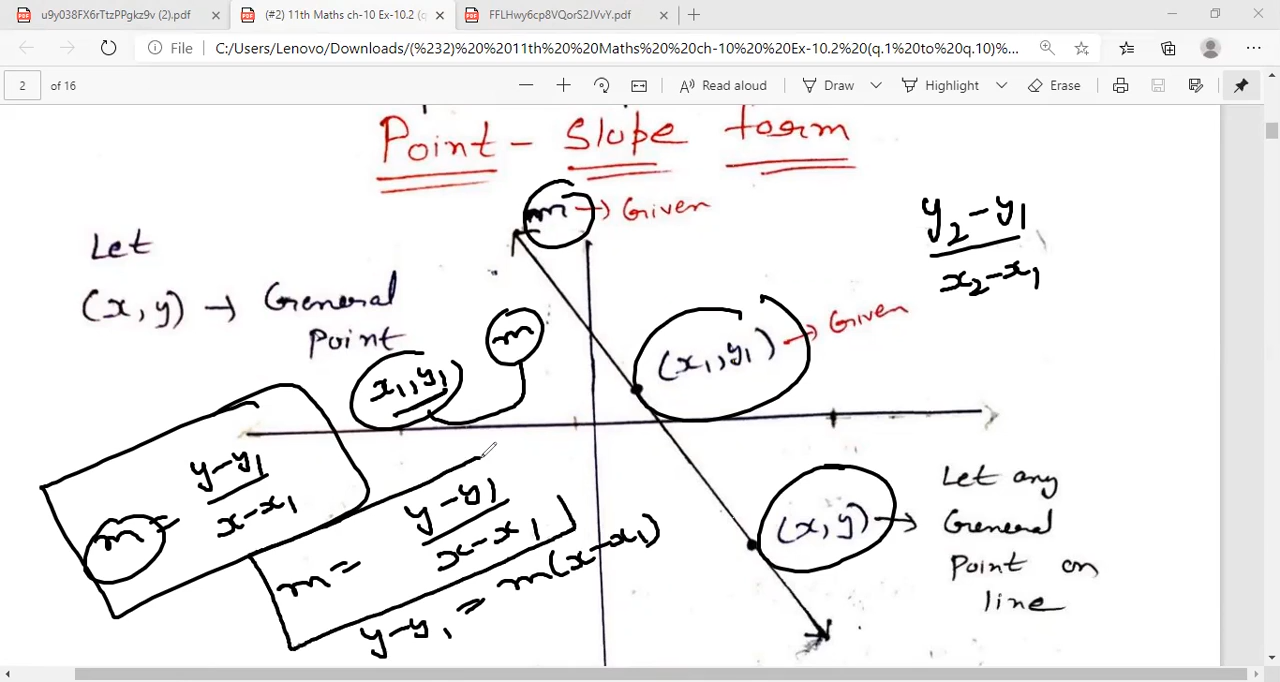 u9y038FX6rTtzPPgkz9v (2).pdf
(#2) 11th Maths ch-10 Ex-10.2 (q
FFLHwy6cp8VQorS2JVvY.pdf
File
C:/Users/Lenovo/Downloads/(%232)%20%2011th%20%20Maths%20%20ch-10%20%20Ex-10.2%20(q.1%20to%20q.10)%...
2
of 16
Read aloud
Draw
Highlight
Erase
Point - Slope form
m → Given
y₂-y₁
x₂-x₁
Let
(x, y) → General
Point
m
x₁, y₁
(x₁, y₁) → Given
m = y-y₁
x-x₁
m = y-y₁
x-x₁
y-y₁ = m(x-x₁)
(x, y) →
Let any
General
Point on
line